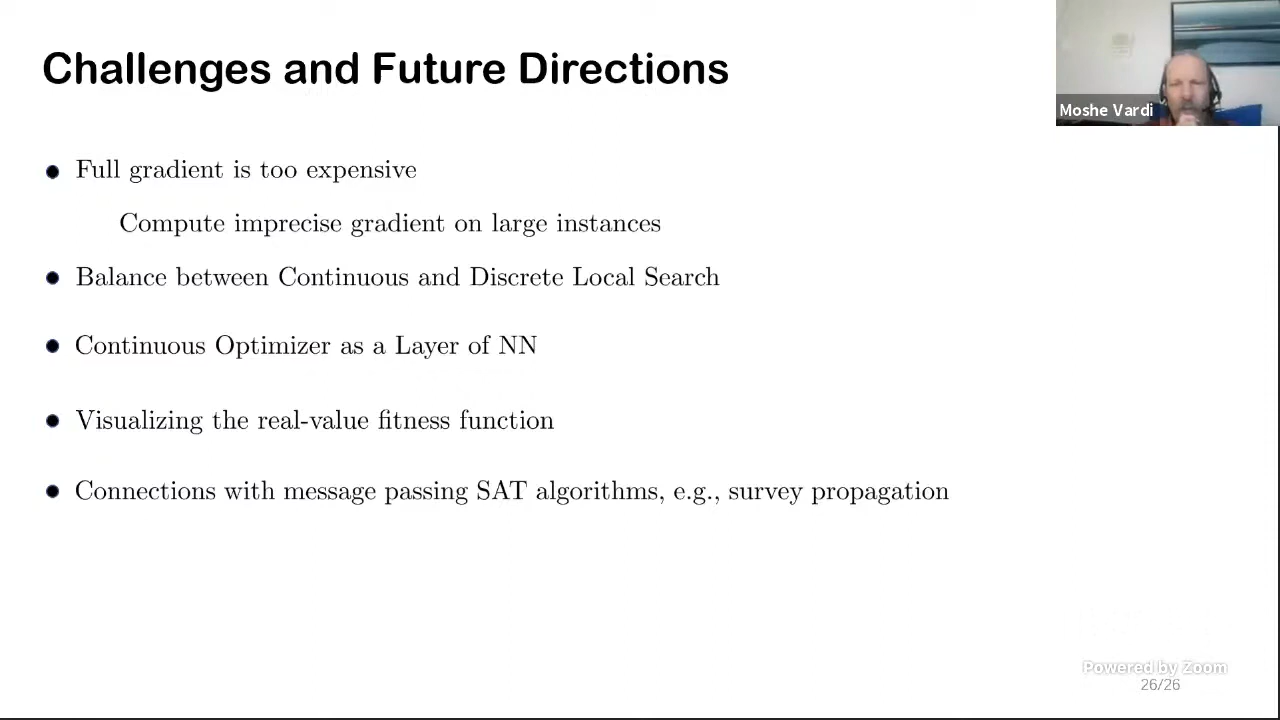 Challenges and Future Directions
Moshe Vardi
Full gradient is too expensive
Compute imprecise gradient on large instances
Balance between Continuous and Discrete Local Search
Continuous Optimizer as a Layer of NN
Visualizing the real-value fitness function
Connections with message passing SAT algorithms, e.g., survey propagation
Powered by Zoom
26/26